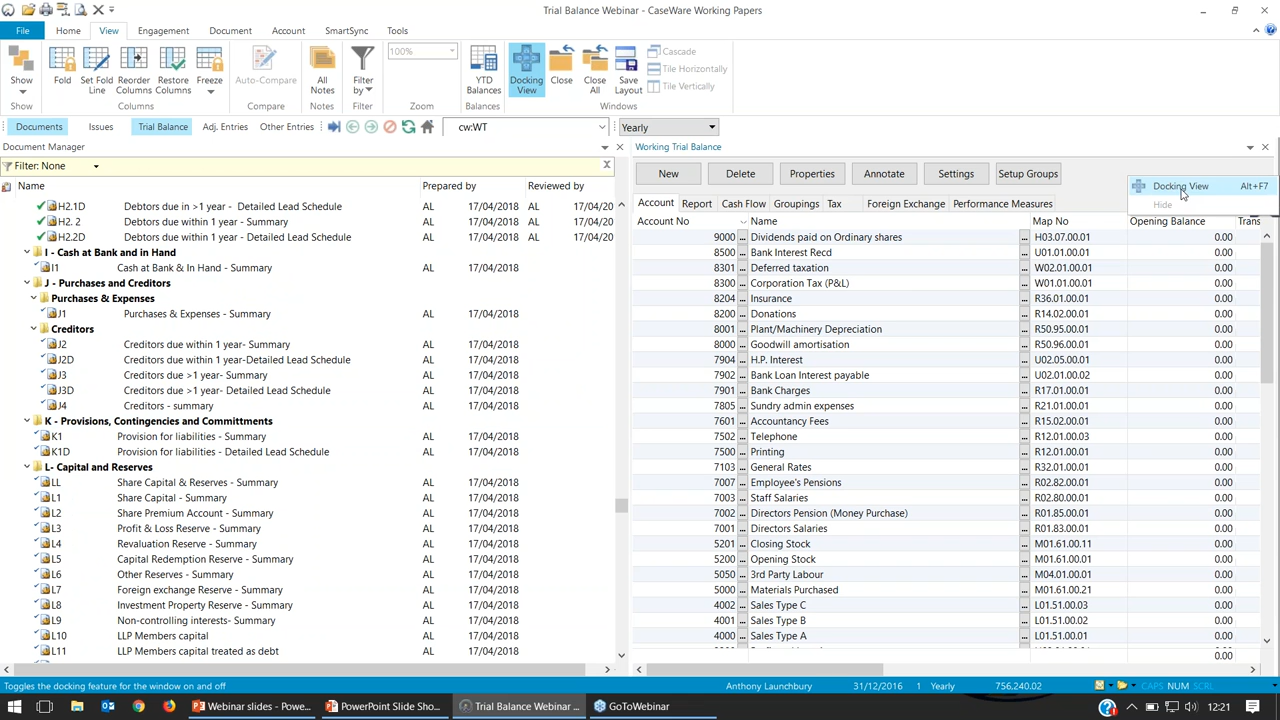 Trial Balance Webinar - CaseWare Working Papers
File Home View Engagement Document Account SmartSync Tools
Show Fold Set Fold Line Reorder Columns Restore Columns Freeze Auto-Compare All Notes Filter by 100% YTD Balances Docking View Close Close All Save Layout Cascade Tile Horizontally Tile Vertically
Show Columns Compare Notes Filter Zoom Balances Windows
Documents Issues Trial Balance Adj. Entries Other Entries cw:WT Yearly
Document Manager
Filter: None
Name Prepared by Reviewed by
H2.1D Debtors due in >1 year - Detailed Lead Schedule AL 17/04/2018 AL 17/04/20
H2. 2 Debtors due within 1 year - Summary AL 17/04/2018 AL 17/04/20
H2.2D Debtors due within 1 year - Detailed Lead Schedule AL 17/04/2018 AL 17/04/20
I - Cash at Bank and in Hand
I1 Cash at Bank & In Hand - Summary AL 17/04/2018
J - Purchases and Creditors
Purchases & Expenses
J1 Purchases & Expenses - Summary AL 17/04/2018
Creditors
J2 Creditors due within 1 year- Summary AL 17/04/2018
J2D Creditors due within 1 year-Detailed Lead Schedule AL 17/04/2018
J3 Creditors due >1 year- Summary AL 17/04/2018
J3D Creditors due >1 year - Detailed Lead Schedule AL 17/04/2018
J4 Creditors - summary AL 17/04/2018
K - Provisions, Contingencies and Committments
K1 Provision for liabilities - Summary AL 17/04/2018
K1D Provision for liabilities - Detailed Lead Schedule AL 17/04/2018
L- Capital and Reserves
LL Share Capital & Reserves - Summary AL 17/04/2018
L1 Share Capital - Summary AL 17/04/2018
L2 Share Premium Account - Summary AL 17/04/2018
L3 Profit & Loss Reserve - Summary AL 17/04/2018
L4 Revaluation Reserve - Summary AL 17/04/2018
L5 Capital Redemption Reserve - Summary AL 17/04/2018
L6 Other Reserves - Summary AL 17/04/2018
L7 Foreign exchange Reserve - Summary AL 17/04/2018
L8 Investment Property Reserve - Summary AL 17/04/2018
L9 Non-controlling interests- Summary AL 17/04/2018
L10 LLP Members capital AL 17/04/2018
L11 LLP Members capital treated as debt AL 17/04/2018
Working Trial Balance
New Delete Properties Annotate Settings Setup Groups
Docking View Alt+F7
Hide
Account Report Cash Flow Groupings Tax Foreign Exchange Performance Measures
Account No Name Map No Opening Balance Trans
9000 ... Dividends paid on Ordinary shares ... H03.07.00.01 0.00
8500 ... Bank Interest Recd ... U01.01.00.01 0.00
8301 ... Deferred taxation ... W02.01.00.01 0.00
8300 ... Corporation Tax (P&L) ... W01.01.00.01 0.00
8204 ... Insurance ... R36.01.00.01 0.00
8200 ... Donations ... R14.02.00.01 0.00
8001 ... Plant/Machinery Depreciation ... R50.95.00.01 0.00
8000 ... Goodwill amortisation ... R50.96.00.01 0.00
7904 ... H.P. Interest ... U02.05.00.01 0.00
7902 ... Bank Loan Interest payable ... U02.01.00.02 0.00
7901 ... Bank Charges ... R17.01.00.01 0.00
7805 ... Sundry admin expenses ... R21.01.00.01 0.00
7601 ... Accountancy Fees ... R15.02.00.01 0.00
7502 ... Telephone ... R12.01.00.03 0.00
7500 ... Printing ... R12.01.00.01 0.00
7103 ... General Rates ... R32.01.00.01 0.00
7007 ... Employee's Pensions ... R02.82.00.01 0.00
7003 ... Staff Salaries ... R02.80.00.01 0.00
7002 ... Directors Pension (Money Purchase) ... R01.85.00.01 0.00
7001 ... Directors Salaries ... R01.83.00.01 0.00
5201 ... Closing Stock ... M01.61.00.11 0.00
5200 ... Opening Stock ... M01.61.00.01 0.00
5050 ... 3rd Party Labour ... M04.01.00.01 0.00
5000 ... Materials Purchased ... M01.61.00.21 0.00
4002 ... Sales Type C ... L01.51.00.03 0.00
4001 ... Sales Type B ... L01.51.00.02 0.00
4000 ... Sales Type A ... L01.51.00.01 0.00
0.00
Toggles the docking feature for the window on and off Anthony Launchbury 31/12/2016 1 Yearly 756,240.02 CAPS NUM SCRL
Webinar slides - Powe... PowerPoint Slide Sho... Trial Balance Webinar ... GoToWebinar 12:21